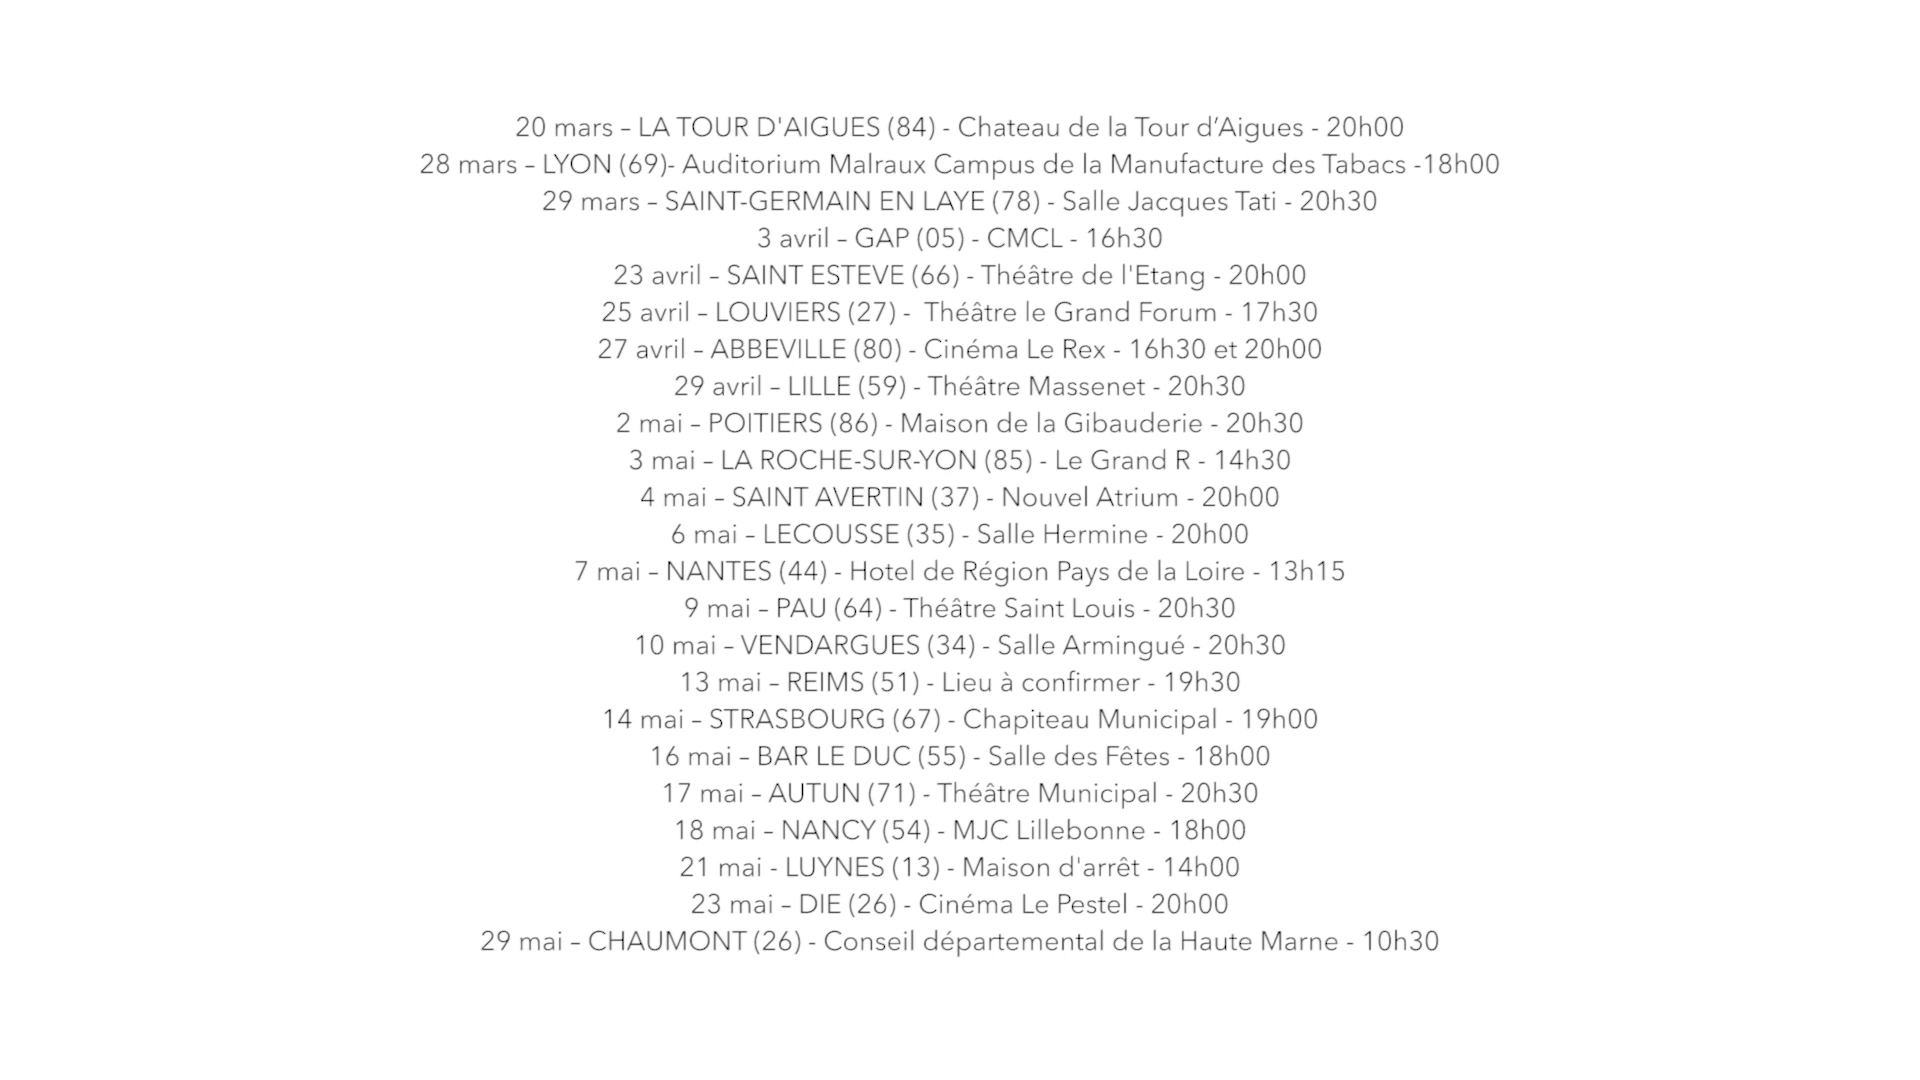 20 mars – LA TOUR D'AIGUES (84) - Chateau de la Tour d’Aigues - 20h00
28 mars – LYON (69)- Auditorium Malraux Campus de la Manufacture des Tabacs -18h00
29 mars – SAINT-GERMAIN EN LAYE (78) - Salle Jacques Tati - 20h30
3 avril – GAP (05) - CMCL - 16h30
23 avril – SAINT ESTEVE (66) - Théâtre de l'Etang - 20h00
25 avril – LOUVIERS (27) -  Théâtre le Grand Forum - 17h30
27 avril – ABBEVILLE (80) - Cinéma Le Rex - 16h30 et 20h00
29 avril – LILLE (59) - Théâtre Massenet - 20h30
2 mai – POITIERS (86) - Maison de la Gibauderie - 20h30
3 mai – LA ROCHE-SUR-YON (85) - Le Grand R - 14h30
4 mai – SAINT AVERTIN (37) - Nouvel Atrium - 20h00
6 mai – LECOUSSE (35) - Salle Hermine - 20h00
7 mai – NANTES (44) - Hotel de Région Pays de la Loire - 13h15
9 mai – PAU (64) - Théâtre Saint Louis - 20h30
10 mai – VENDARGUES (34) - Salle Armingué - 20h30
13 mai – REIMS (51) - Lieu à confirmer - 19h30
14 mai – STRASBOURG (67) - Chapiteau Municipal - 19h00
16 mai – BAR LE DUC (55) - Salle des Fêtes - 18h00
17 mai – AUTUN (71) - Théâtre Municipal - 20h30
18 mai – NANCY (54) - MJC Lillebonne - 18h00
21 mai - LUYNES (13) - Maison d'arrêt - 14h00
23 mai – DIE (26) - Cinéma Le Pestel - 20h00
29 mai – CHAUMONT (26) - Conseil départemental de la Haute Marne - 10h30